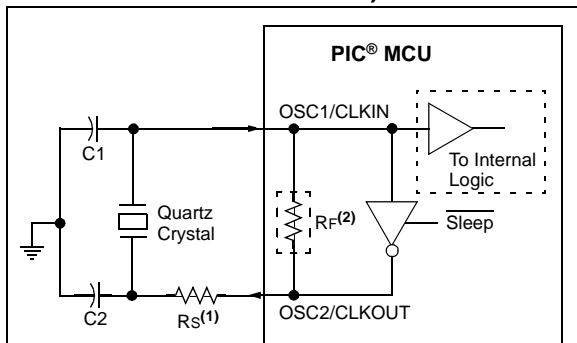 PIC® MCU
OSC1/CLKIN
C1
To Internal
Logic
Quartz
Crystal
RF(2)
Sleep
C2
RS(1)
OSC2/CLKOUT